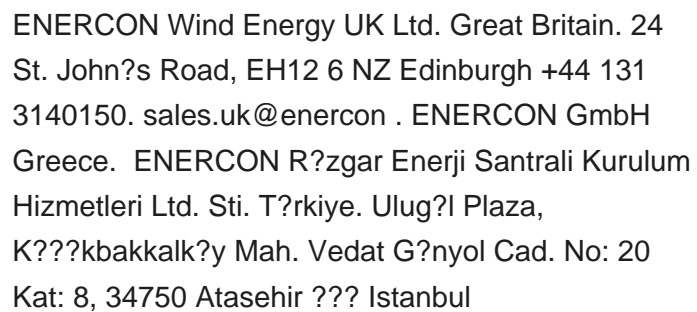 ENERCON Wind Energy UK Ltd. Great Britain. 24
St. John?s Road, EH12 6 NZ Edinburgh +44 131
3140150. sales.uk@enercon . ENERCON GmbH
Greece.  ENERCON R?zgar Enerji Santrali Kurulum
Hizmetleri Ltd. Sti. T?rkiye. Ulug?l Plaza,
K???kbakkalk?y Mah. Vedat G?nyol Cad. No: 20
Kat: 8, 34750 Atasehir ??? Istanbul